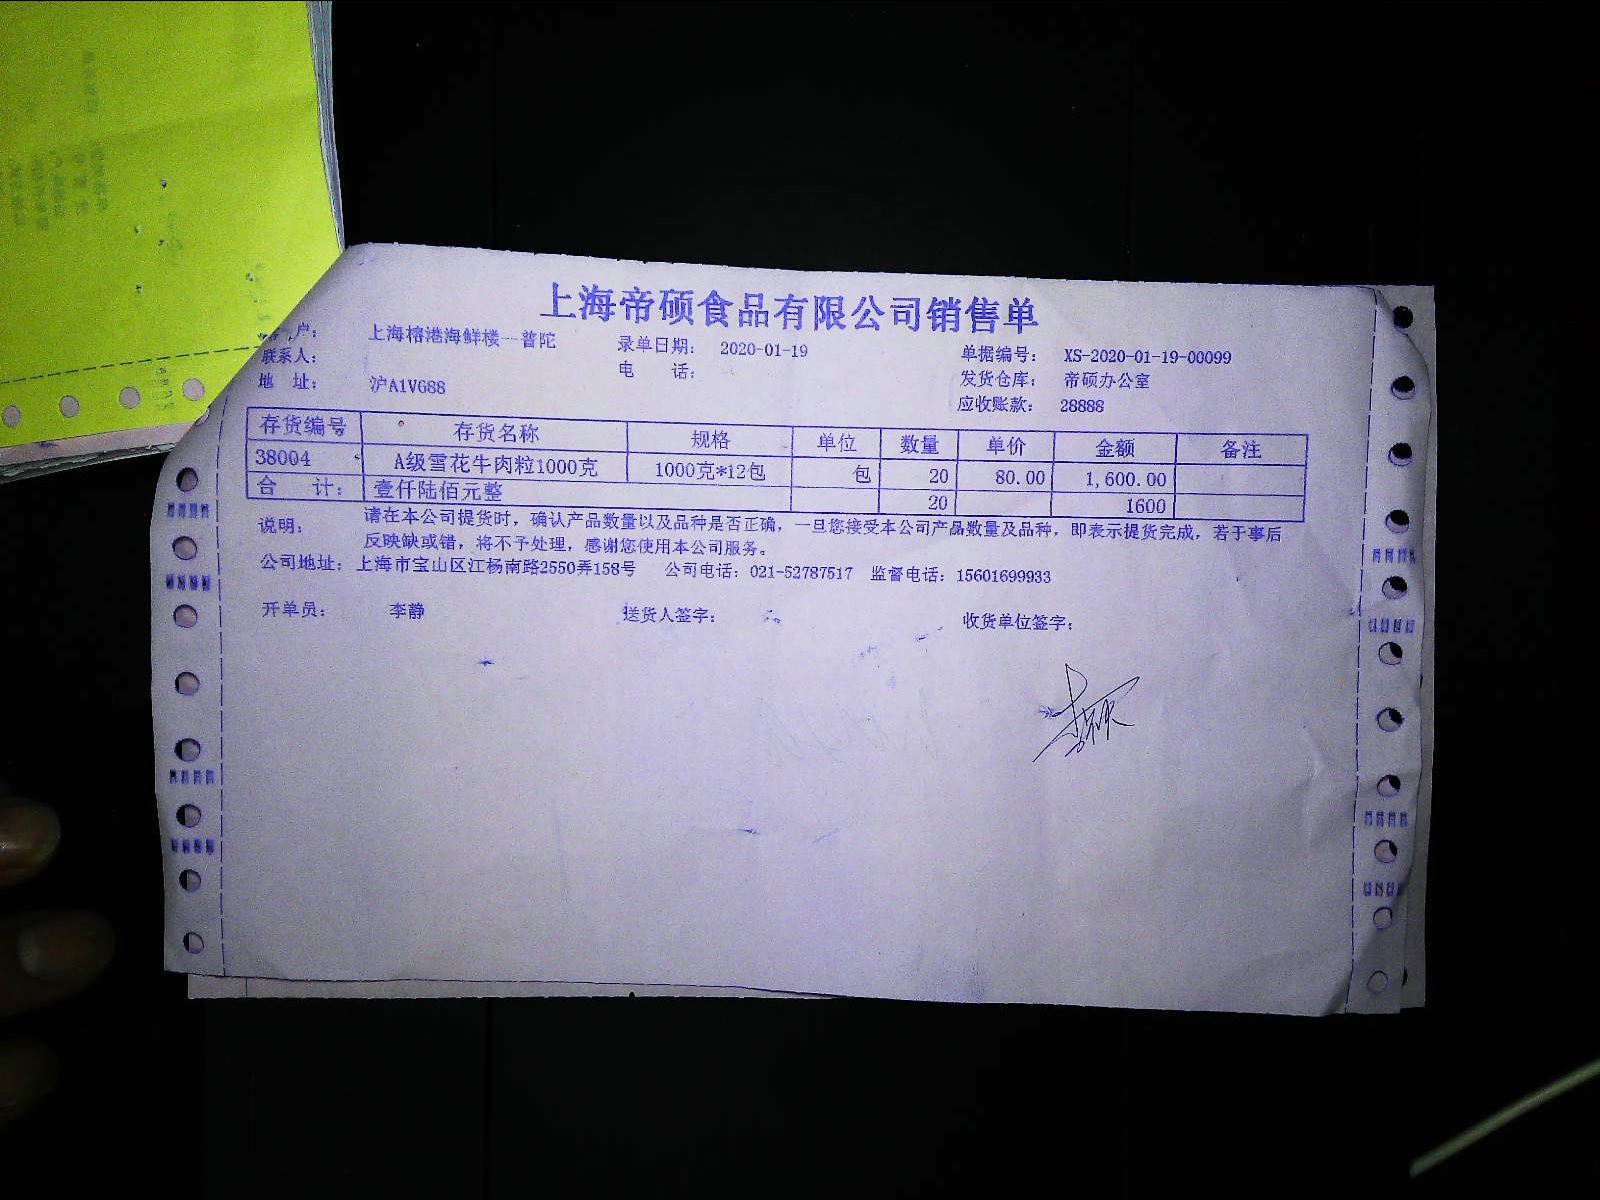 上海帝硕食品有限公司销售单
户： 上海榕港海鲜楼--普陀 录单日期： 2020-01-19 单据编号： XS-2020-01-19-00099
联系人： 电 话： 发货仓库： 帝硕办公室
地 址： 沪A1V688 应收账款： 28888
存货编号 存货名称 规格 单位 数量 单价 金额 备注
38004 A级雪花牛肉粒1000克 1000克*12包 包 20 80.00 1,600.00
合 计： 壹仟陆佰元整 20 1600
说明： 请在本公司提货时，确认产品数量以及品种是否正确，一旦您接受本公司产品数量及品种，即表示提货完成，若于事后
反映缺或错，将不予处理，感谢您使用本公司服务。
公司地址：上海市宝山区江杨南路2550弄158号 公司电话：021-52787517 监督电话：15601699933
开单员： 李静 送货人签字： 收货单位签字：